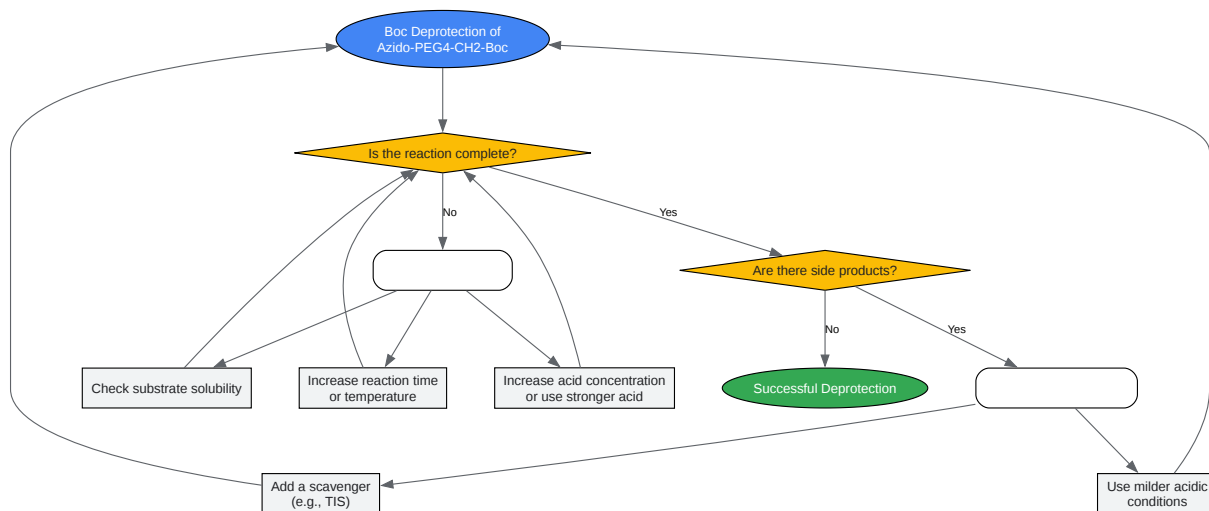 Boc Deprotection of
Azido-PEG4-CH2-Boc
Is the reaction complete?
No
Yes
Are there side products?
No
Yes
Check substrate solubility
Increase reaction time
or temperature
Increase acid concentration
or use stronger acid
Successful Deprotection
Add a scavenger
(e.g., TIS)
Use milder acidic
conditions